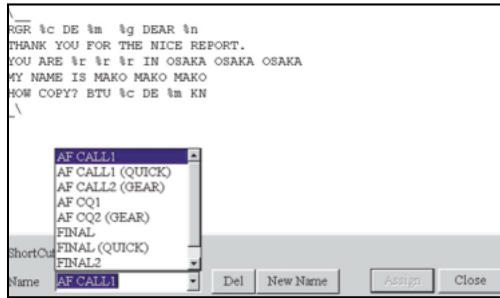 \__
RGR %c DE %m  %g DEAR %n
THANK YOU FOR THE NICE REPORT.
YOU ARE %r %r %r IN OSAKA OSAKA OSAKA
MY NAME IS MAKO MAKO MAKO
HOW COPY? BTU %c DE %m KN
_\
AF CALL1
AF CALL1 (QUICK)
AF CALL2 (GEAR)
AF CQ1
AF CQ2 (GEAR)
FINAL
FINAL (QUICK)
FINAL2
ShortCut
Name AF CALL1 Del New Name Assign Close